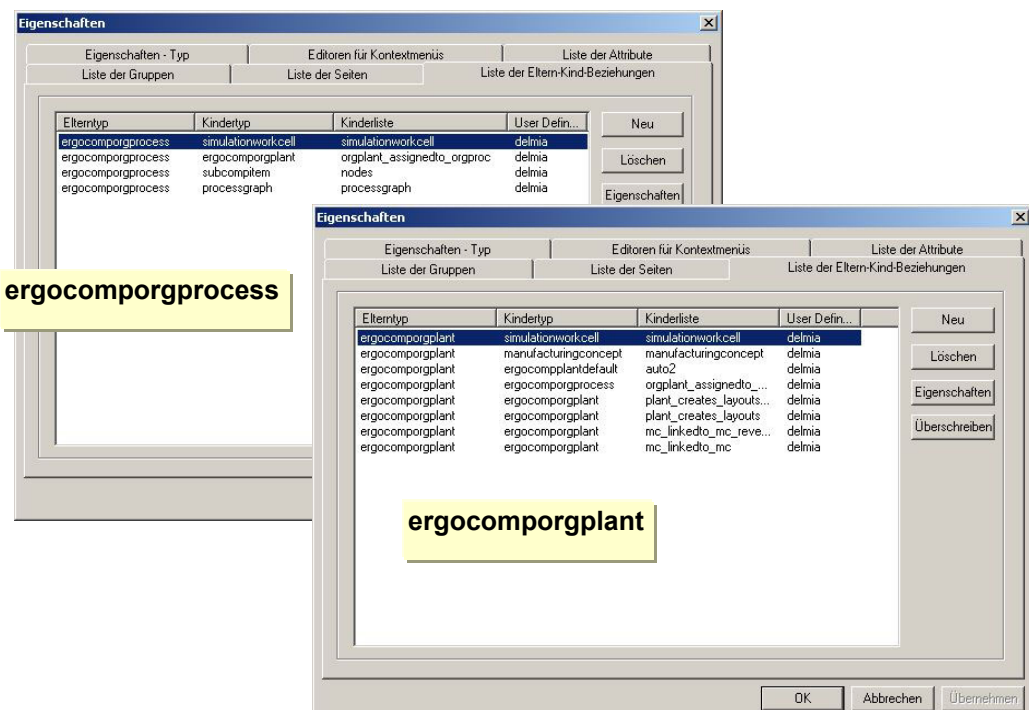 Eigenschaften
Eigenschaften - Typ Editoren für Kontextmenüs Liste der Attribute
Liste der Gruppen Liste der Seiten Liste der Eltern-Kind-Beziehungen
Elterntyp Kindertyp Kinderliste User Defin...
ergocomporgprocess simulationworkcell simulationworkcell delmia
ergocomporgprocess ergocomporgplant orgplant_assignedto_orgproc delmia
ergocomporgprocess subcompitem nodes delmia
ergocomporgprocess processgraph processgraph delmia
Neu
Löschen
Eigenschaften
ergocomporgprocess
Eigenschaften
Eigenschaften - Typ Editoren für Kontextmenüs Liste der Attribute
Liste der Gruppen Liste der Seiten Liste der Eltern-Kind-Beziehungen
Elterntyp Kindertyp Kinderliste User Defin...
ergocomporgplant simulationworkcell simulationworkcell delmia
ergocomporgplant manufacturingconcept manufacturingconcept delmia
ergocomporgplant ergocompplantdefault auto2 delmia
ergocomporgplant ergocomporgprocess orgplant_assignedto_... delmia
ergocomporgplant ergocomporgplant plant_creates_layouts... delmia
ergocomporgplant ergocomporgplant plant_creates_layouts delmia
ergocomporgplant ergocomporgplant mc_linkedto_mc_reve... delmia
ergocomporgplant ergocomporgplant mc_linkedto_mc delmia
Neu
Löschen
Eigenschaften
Überschreiben
ergocomporgplant
OK Abbrechen Übernehmen